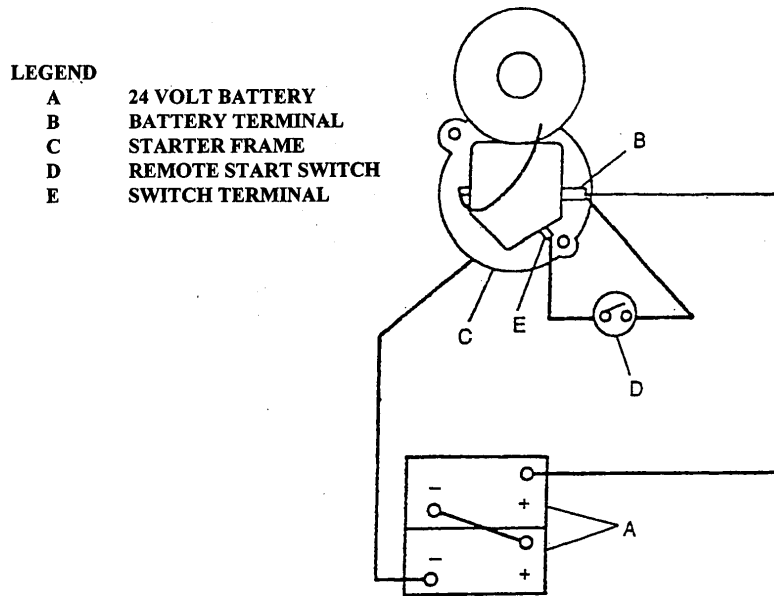 LEGEND
A 24 VOLT BATTERY
B BATTERY TERMINAL
C STARTER FRAME
D REMOTE START SWITCH
E SWITCH TERMINAL
B
E
C
D
−
+
A
−
+